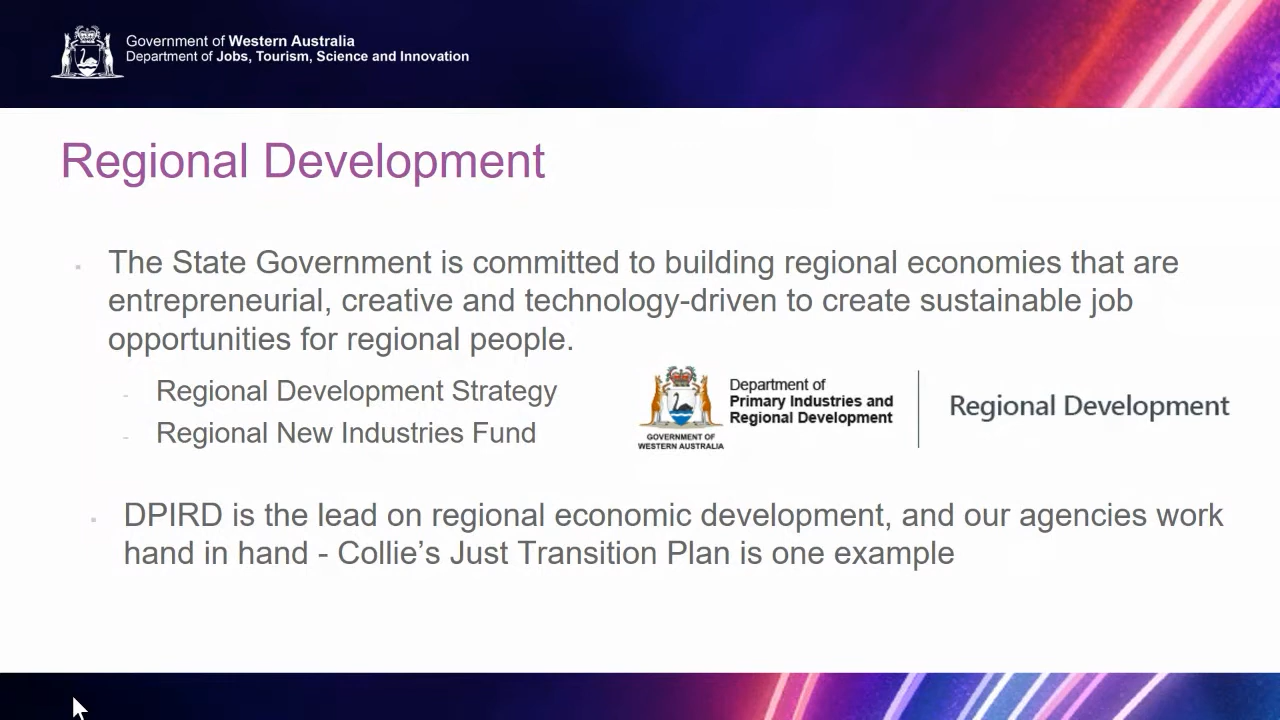 Government of Western Australia
Department of Jobs, Tourism, Science and Innovation
Regional Development
The State Government is committed to building regional economies that are
entrepreneurial, creative and technology-driven to create sustainable job
opportunities for regional people.
- Regional Development Strategy
- Regional New Industries Fund
GOVERNMENT OF
WESTERN AUSTRALIA
Department of
Primary Industries and
Regional Development
Regional Development
DPIRD is the lead on regional economic development, and our agencies work
hand in hand - Collie’s Just Transition Plan is one example